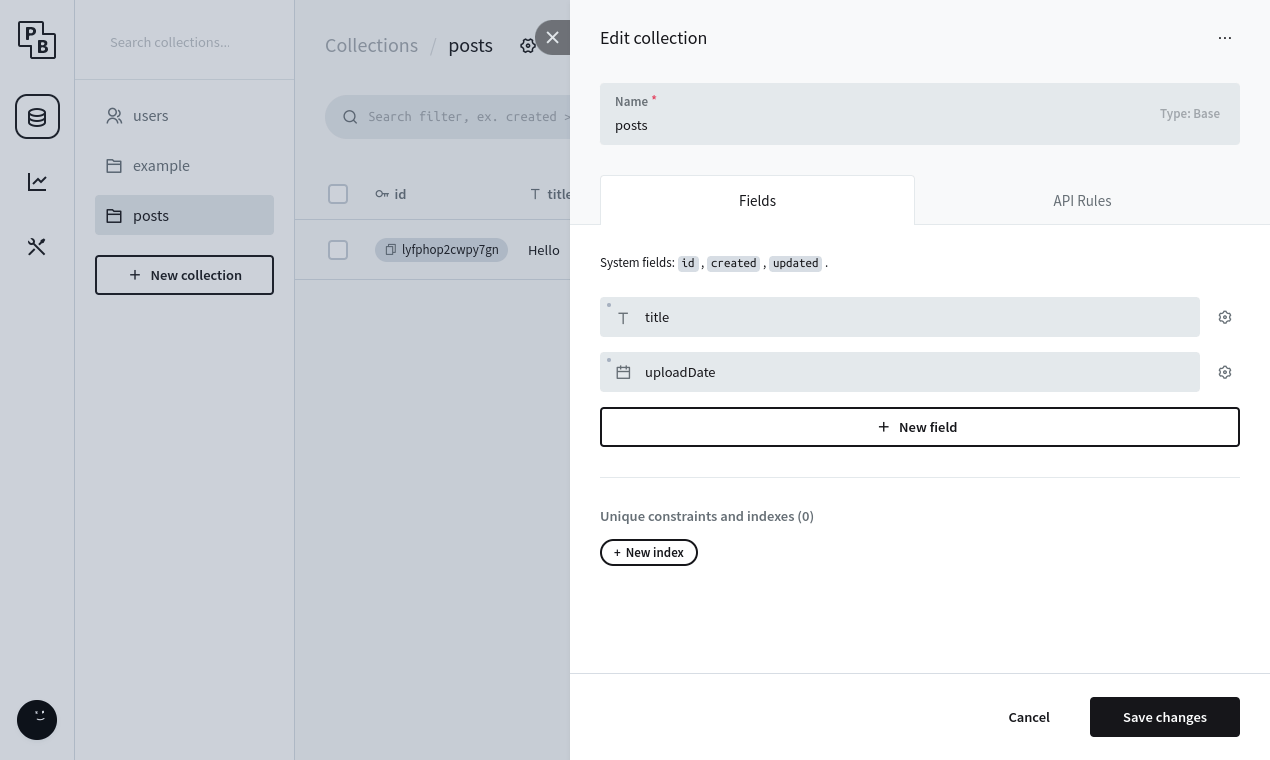 PB
Search collections...
users
example
posts
New collection
Collections / posts
Search filter, ex. created >
id
title
lyfphop2cwpy7gn
Hello
Edit collection
Name *
posts
Type: Base
Fields
API Rules
System fields: id , created , updated .
title
uploadDate
New field
Unique constraints and indexes (0)
+ New index
Cancel
Save changes